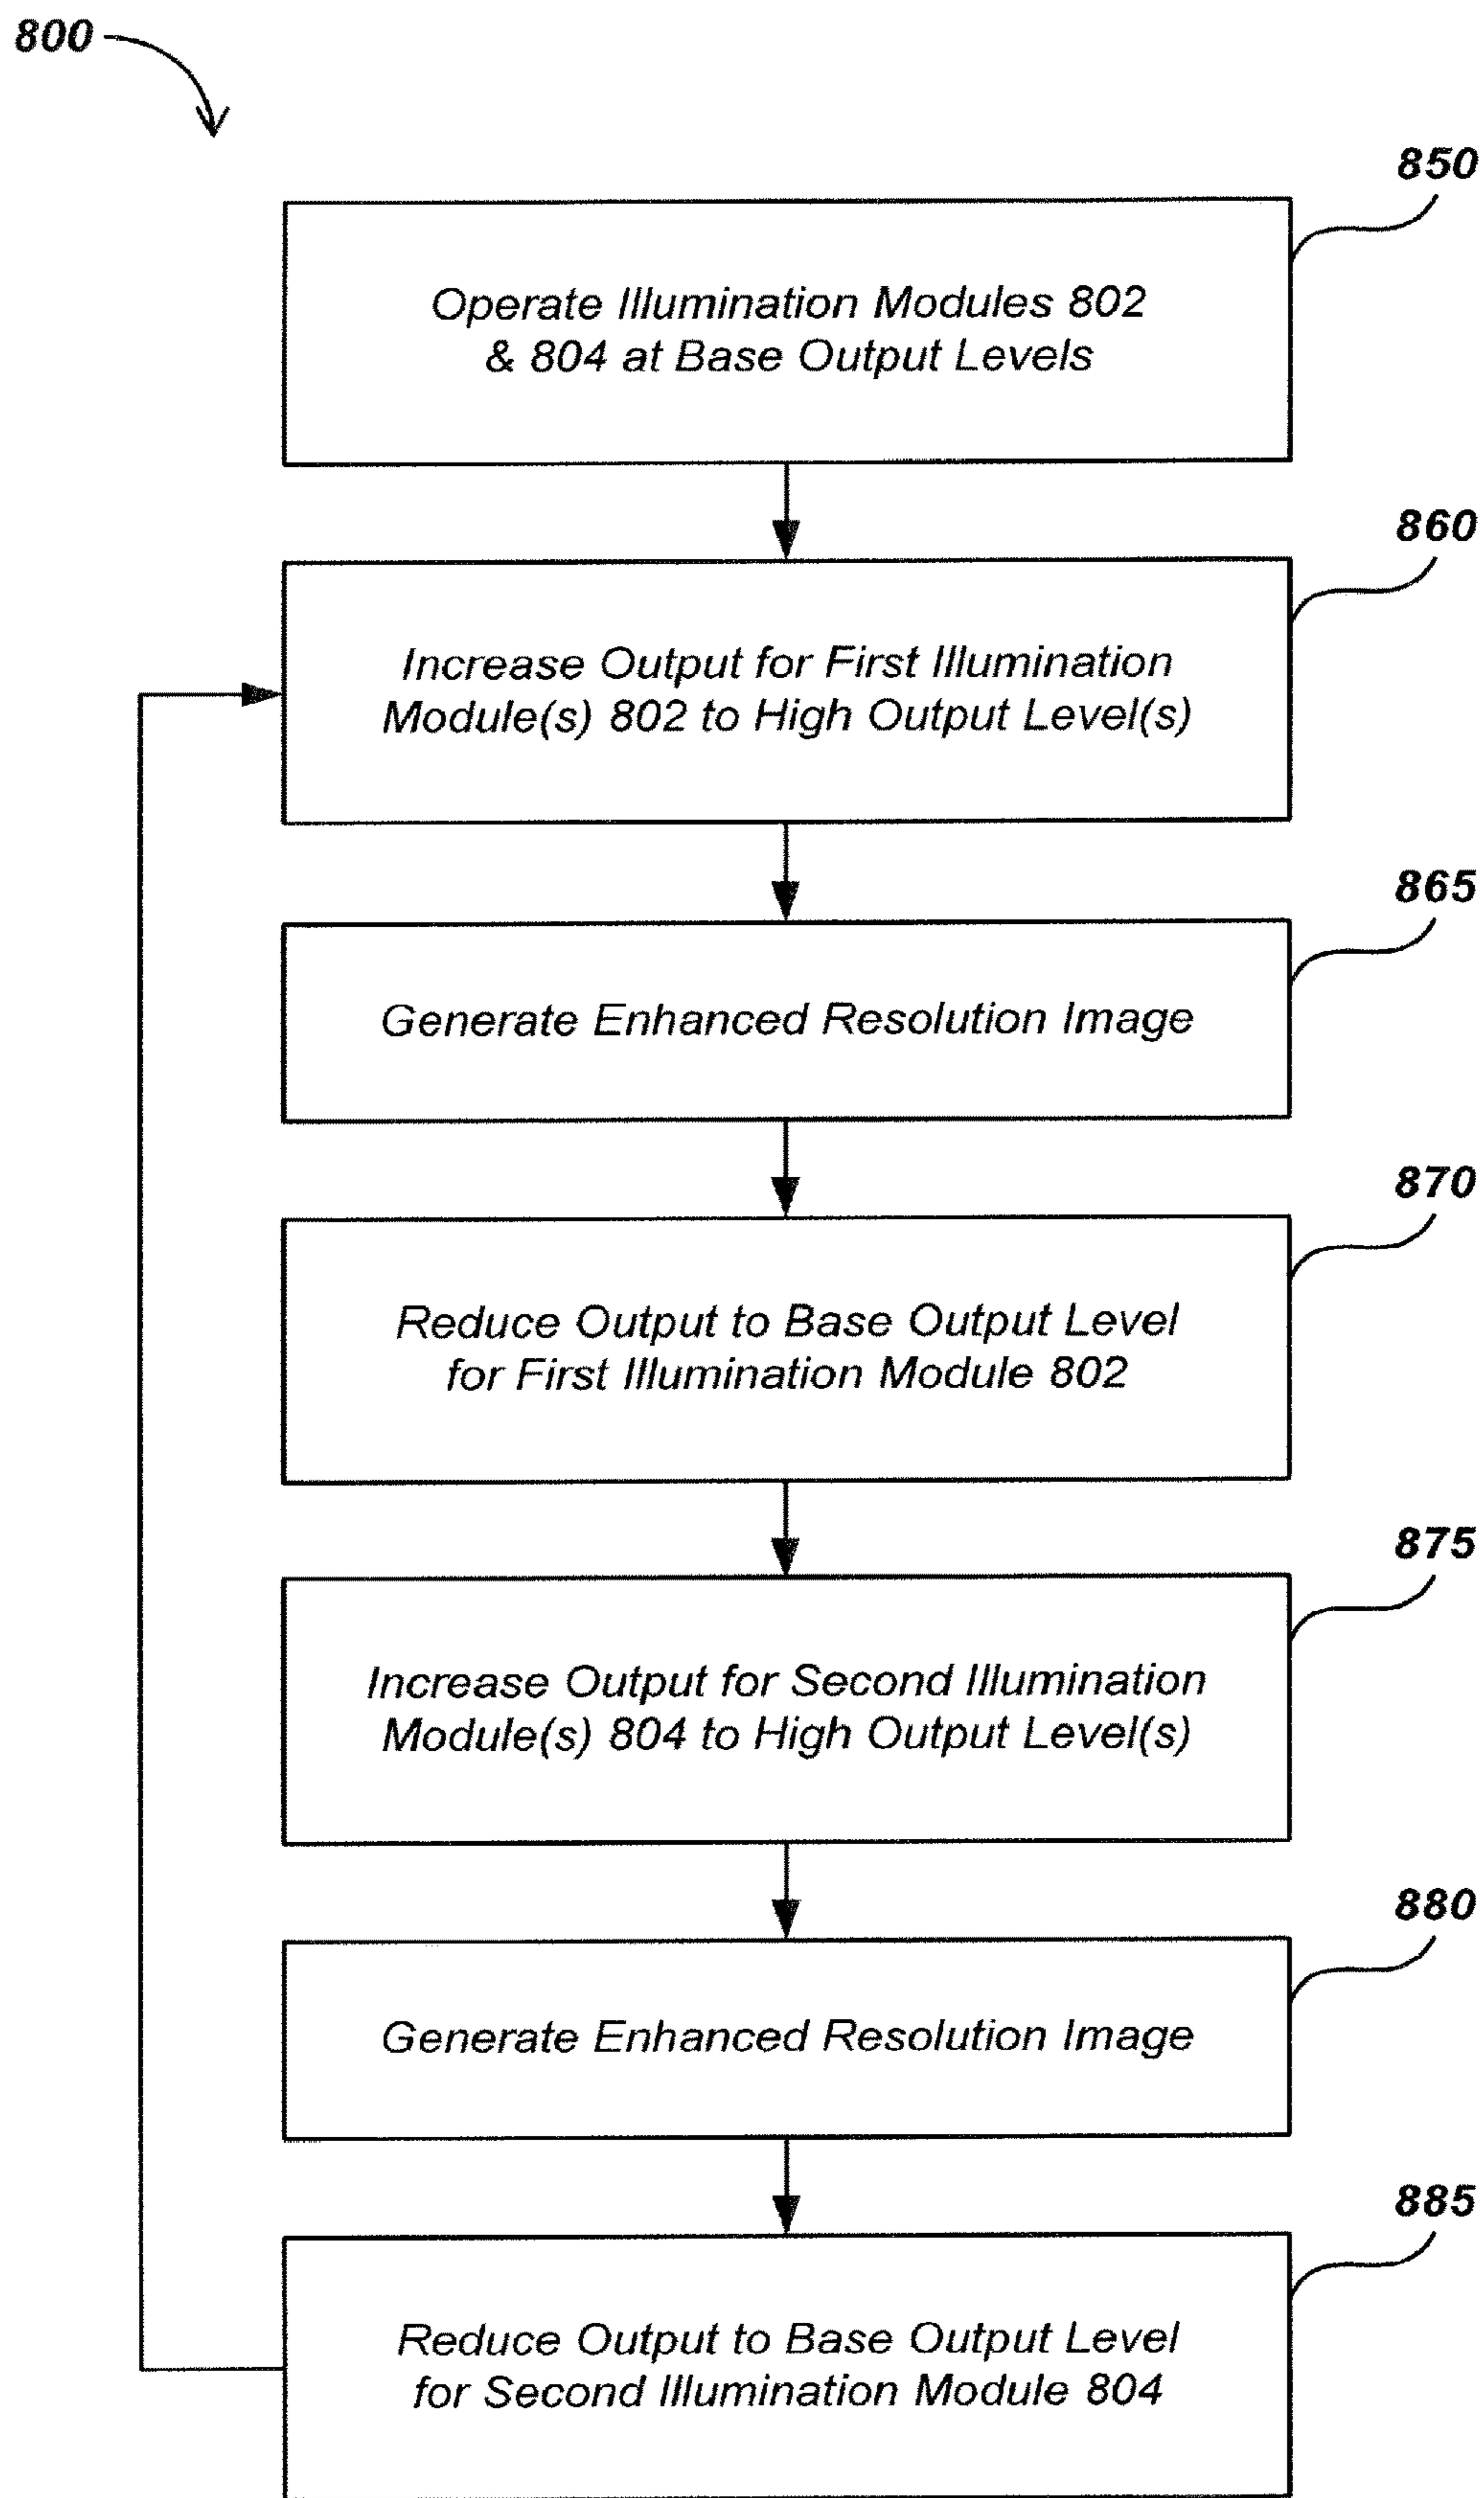 800
850
Operate Illumination Modules 802
& 804 at Base Output Levels
860
Increase Output for First Illumination
Module(s) 802 to High Output Level(s)
865
Generate Enhanced Resolution Image
870
Reduce Output to Base Output Level
for First Illumination Module 802
875
Increase Output for Second Illumination
Module(s) 804 to High Output Level(s)
880
Generate Enhanced Resolution Image
885
Reduce Output to Base Output Level
for Second Illumination Module 804